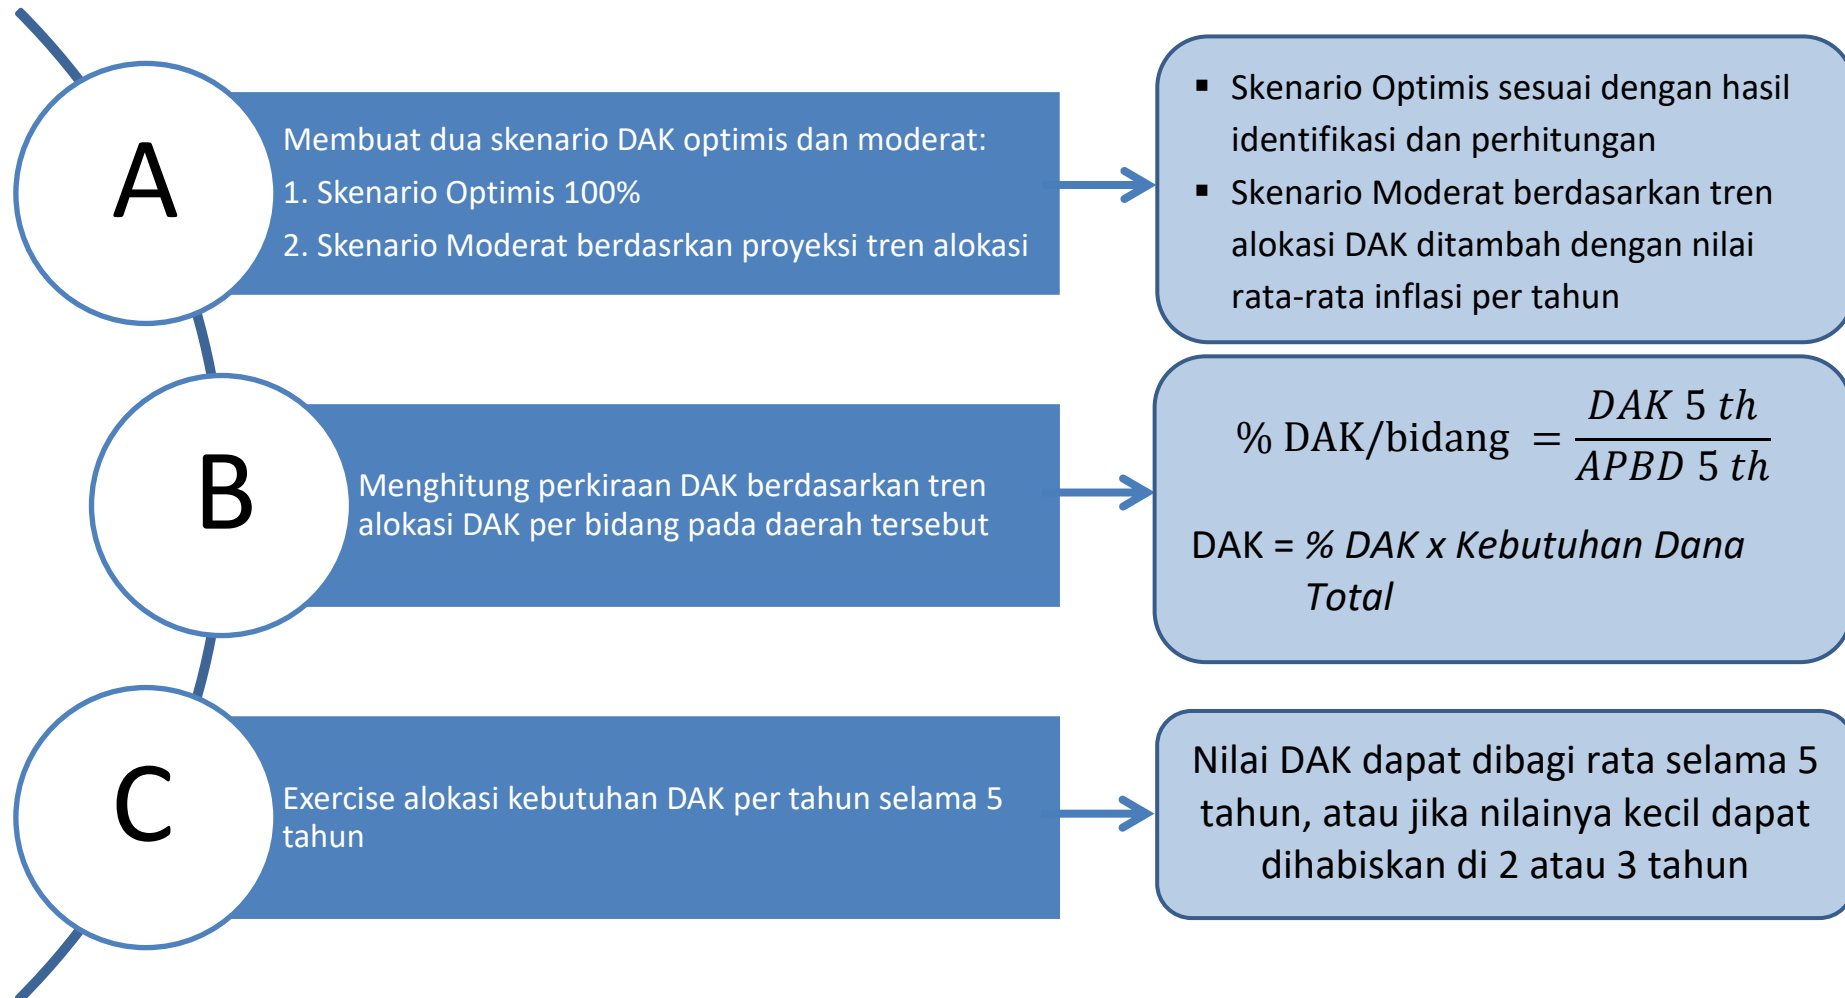 A
Membuat dua skenario DAK optimis dan moderat:
1. Skenario Optimis 100%
2. Skenario Moderat berdasrkan proyeksi tren alokasi
▪ Skenario Optimis sesuai dengan hasil
identifikasi dan perhitungan
▪ Skenario Moderat berdasarkan tren
alokasi DAK ditambah dengan nilai
rata-rata inflasi per tahun
B
Menghitung perkiraan DAK berdasarkan tren
alokasi DAK per bidang pada daerah tersebut
% DAK/bidang = DAK 5 th / APBD 5 th
DAK = % DAK x Kebutuhan Dana
Total
C
Exercise alokasi kebutuhan DAK per tahun selama 5
tahun
Nilai DAK dapat dibagi rata selama 5
tahun, atau jika nilainya kecil dapat
dihabiskan di 2 atau 3 tahun